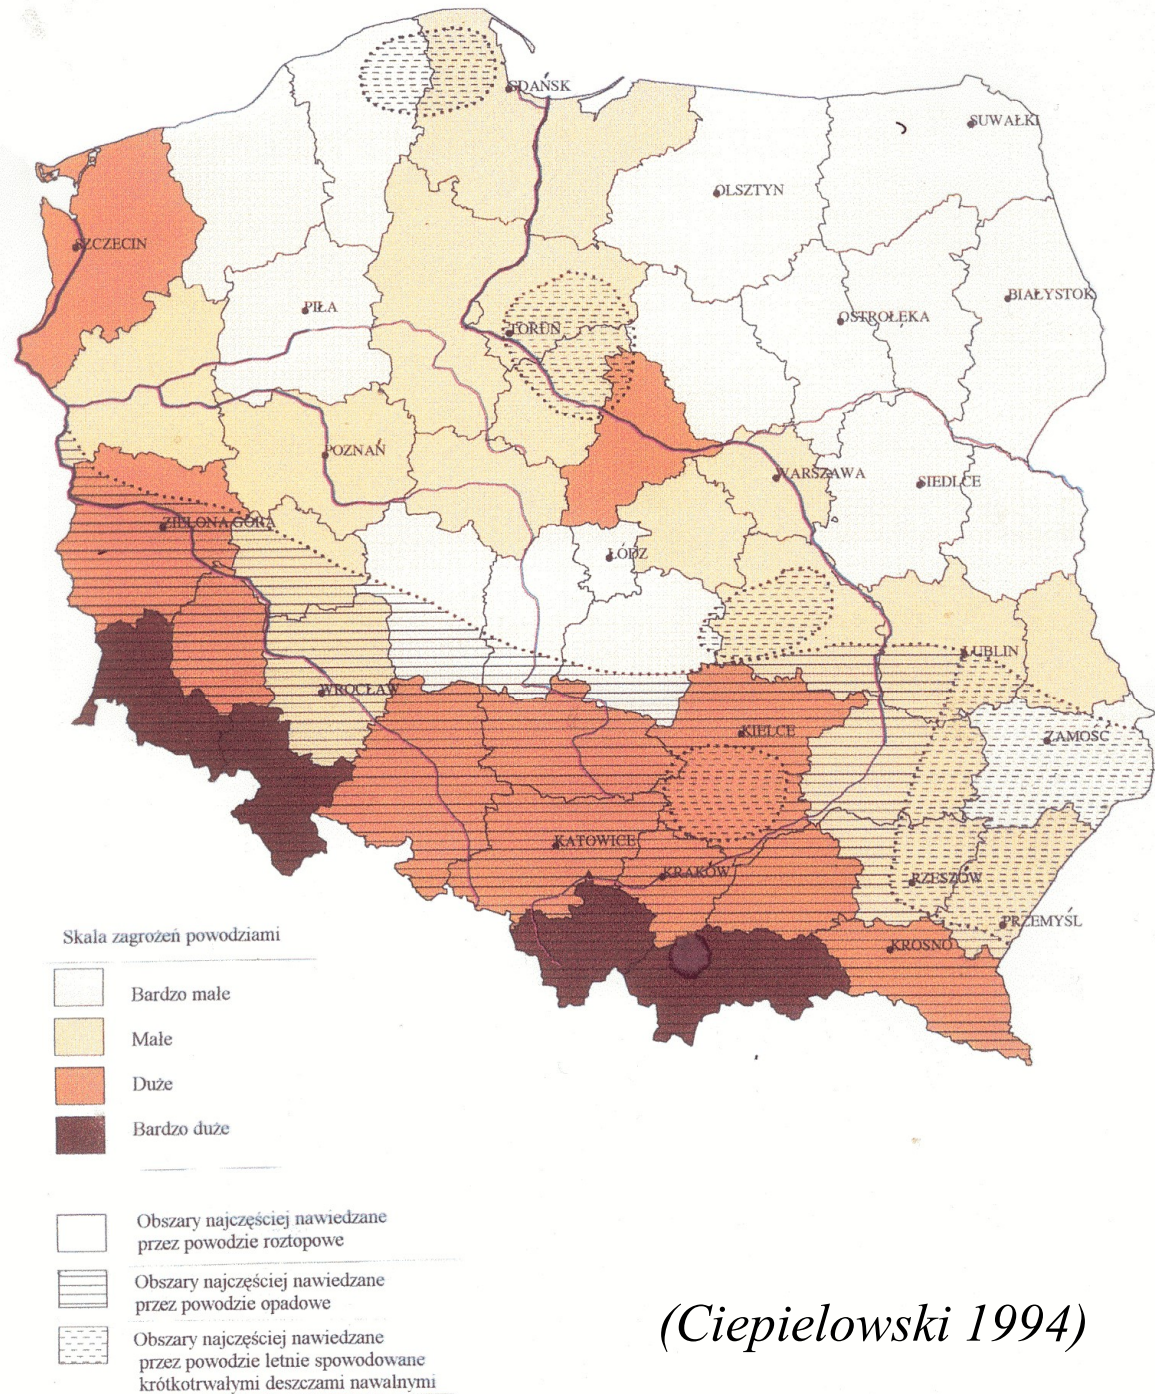 GDAŃSK
SUWAŁKI
OLSZTYN
SZCZECIN
BIAŁYSTOK
PIŁA
OSTROŁĘKA
TORUŃ
POZNAŃ
WARSZAWA
SIEDLCE
ZIELONA GÓRA
ŁÓDZ
LUBLIN
WROCŁAW
KIELCE
ZAMOSC
KATOWICE
KRAKÓW
RZESZÓW
PRZEMYŚL
KROSNO
Skala zagrożeń powodziami
Bardzo małe
Małe
Duże
Bardzo duże
Obszary najczęściej nawiedzane
przez powodzie roztopowe
Obszary najczęściej nawiedzane
przez powodzie opadowe
Obszary najczęściej nawiedzane
przez powodzie letnie spowodowane
krótkotrwałymi deszczami nawalnymi
(Ciepielowski 1994)